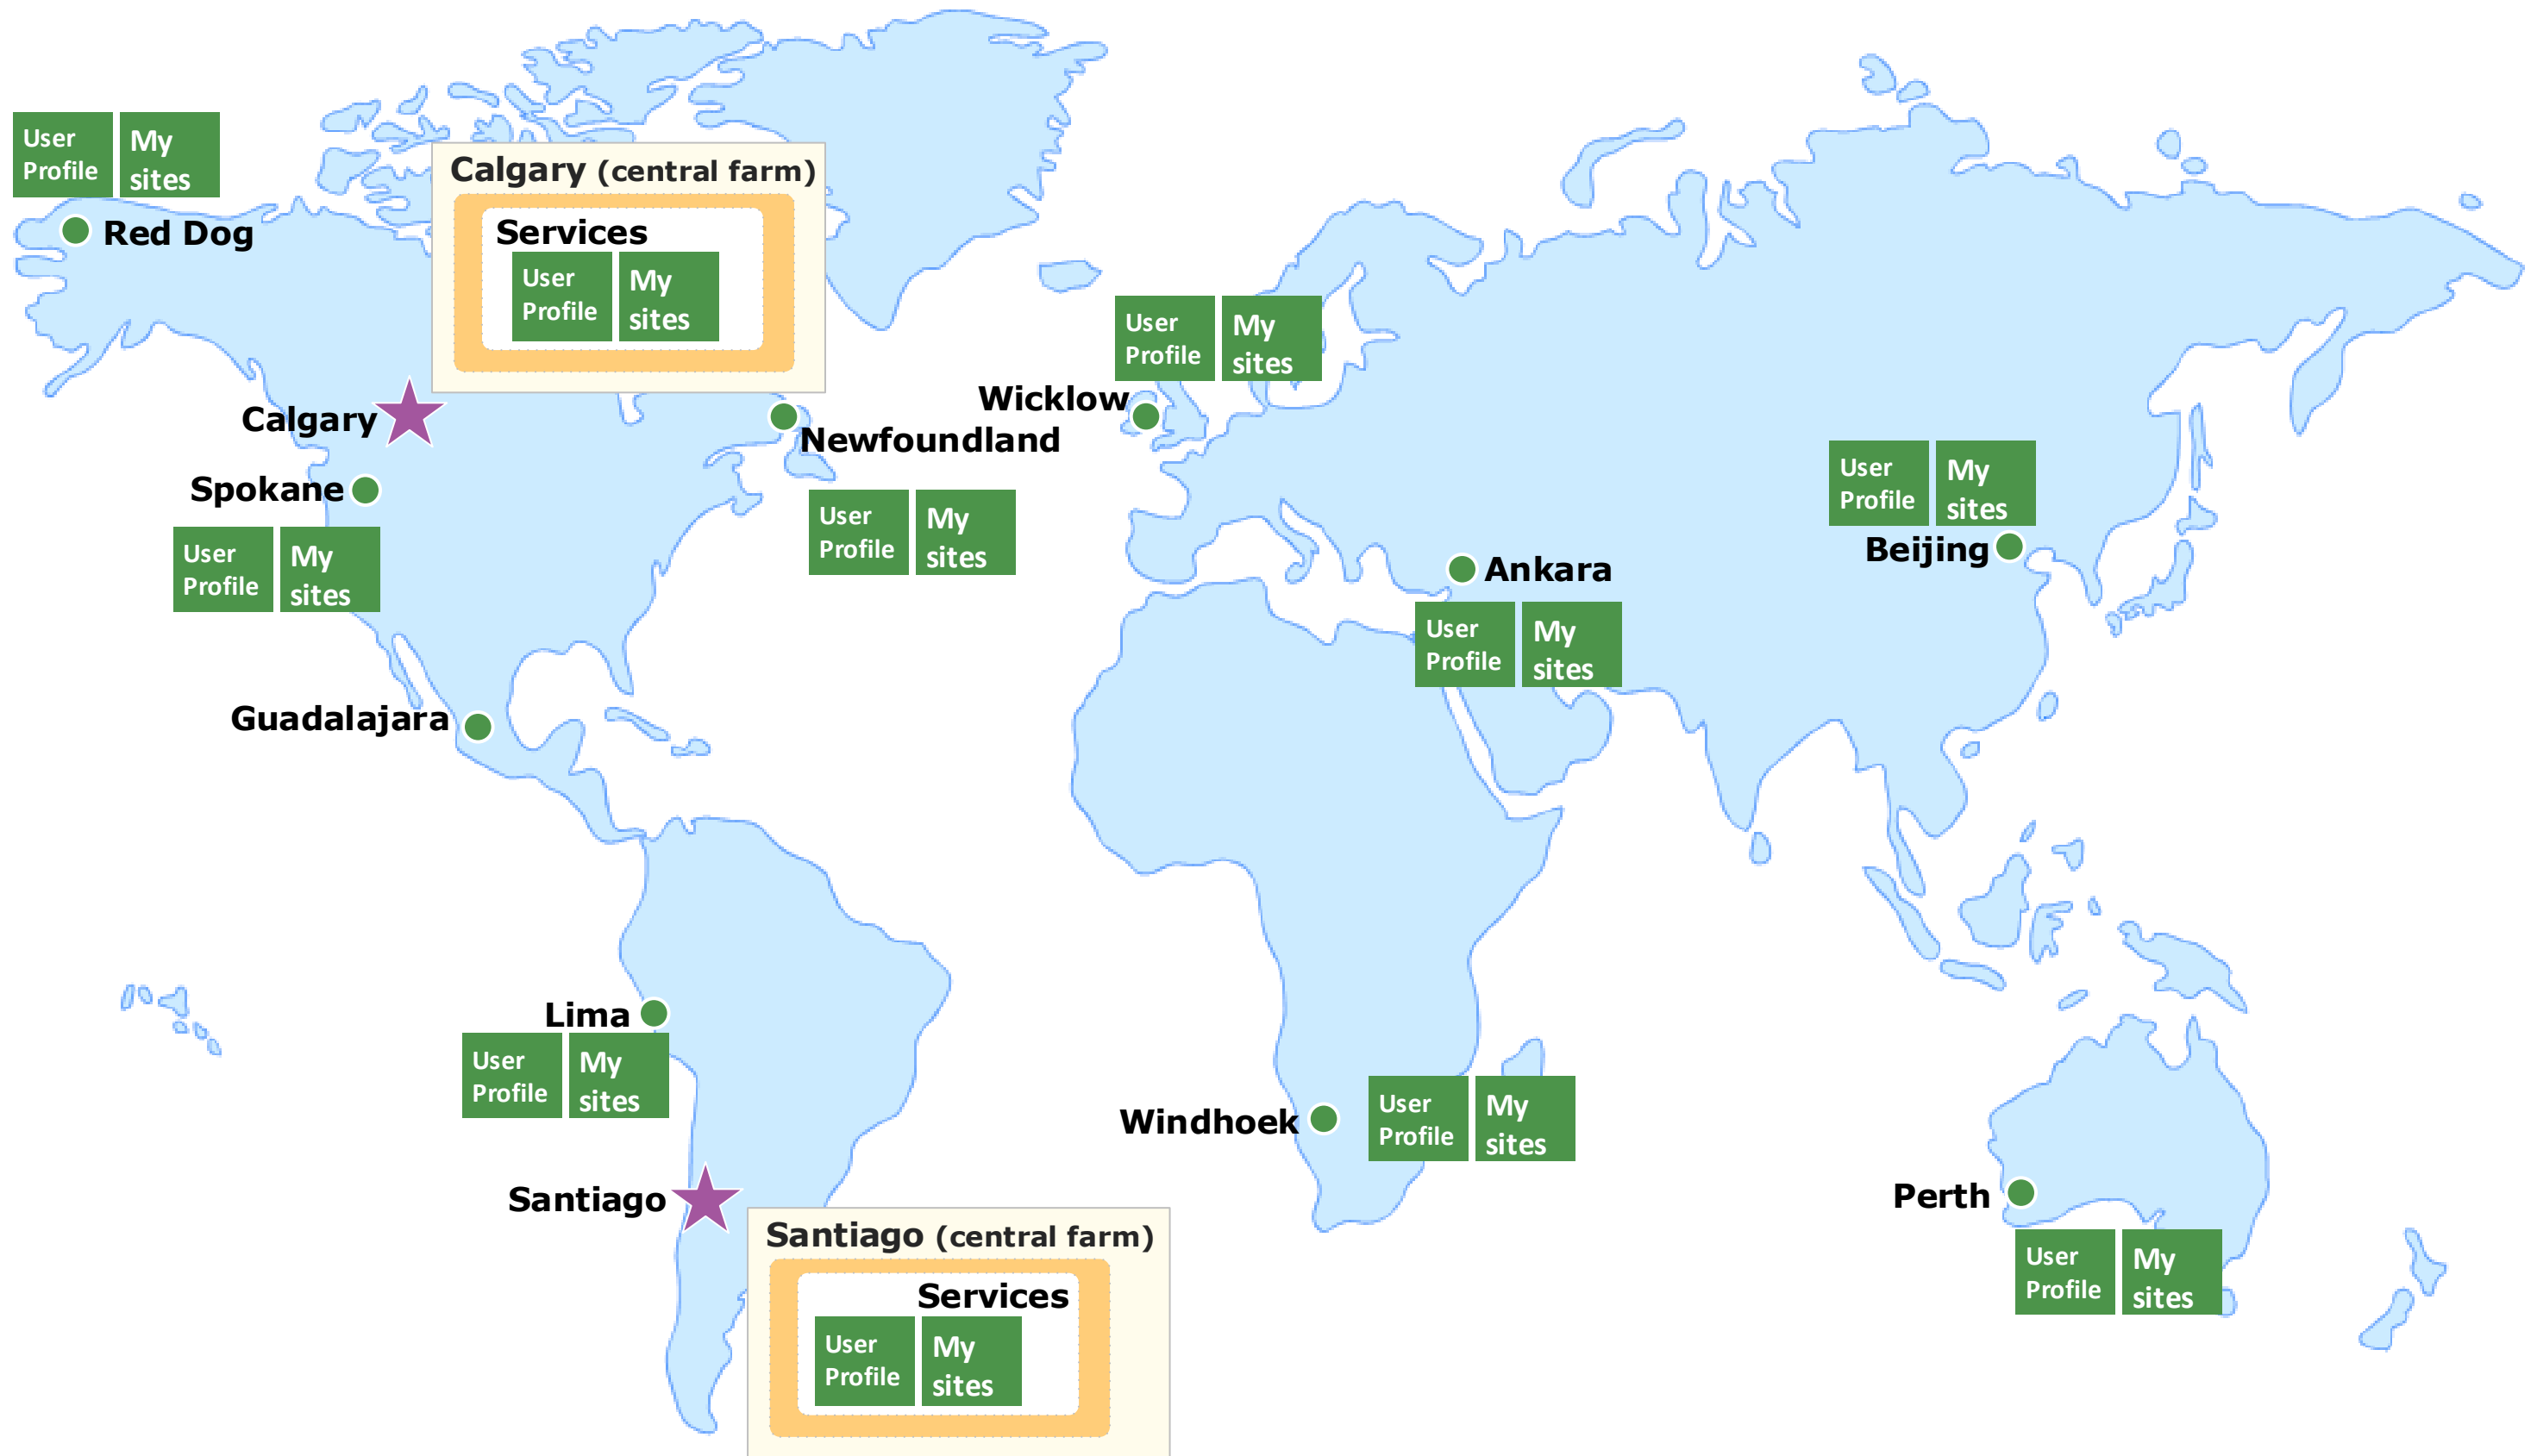 User
Profile
My
sites
Red Dog
Calgary (central farm)
Services
User
Profile
My
sites
Calgary
Spokane
User
Profile
My
sites
Newfoundland
User
Profile
My
sites
Wicklow
User
Profile
My
sites
Ankara
User
Profile
My
sites
User
Profile
My
sites
Beijing
Guadalajara
Lima
User
Profile
My
sites
Santiago
Santiago (central farm)
Services
User
Profile
My
sites
Windhoek
User
Profile
My
sites
Perth
User
Profile
My
sites